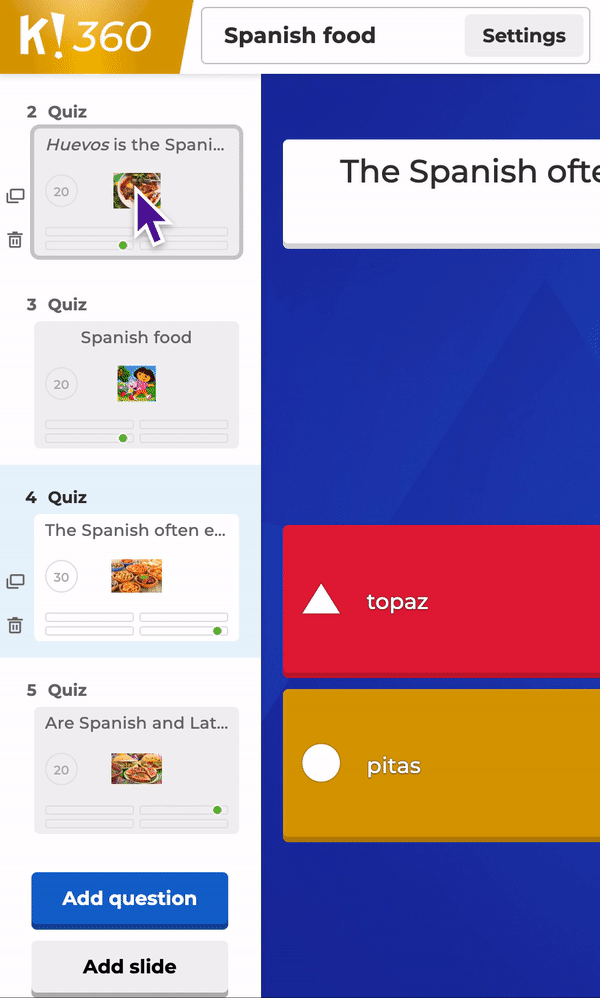 K! 360
Spanish food
Settings
2 Quiz
Huevos is the Spani...
20
3 Quiz
Spanish food
20
4 Quiz
The Spanish often e...
30
5 Quiz
Are Spanish and Lat...
20
Add question
Add slide
The Spanish ofte
topaz
pitas